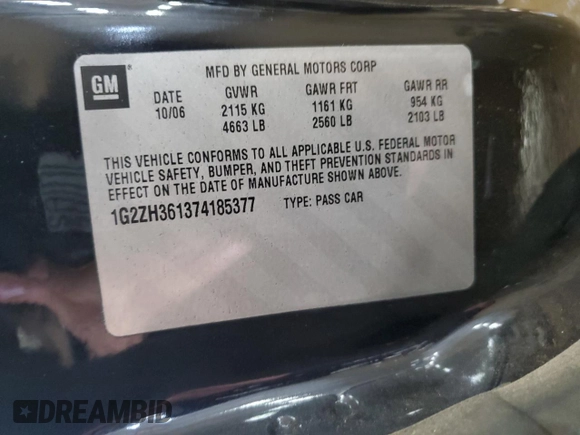 GM ®
MFD BY GENERAL MOTORS CORP
DATE GVWR GAWR FRT GAWR RR
10/06 2115 KG 1161 KG 954 KG
4663 LB 2560 LB 2103 LB
THIS VEHICLE CONFORMS TO ALL APPLICABLE U.S. FEDERAL MOTOR
VEHICLE SAFETY, BUMPER, AND THEFT PREVENTION STANDARDS IN
EFFECT ON THE DATE OF MANUFACTURE SHOWN ABOVE.
1G2ZH361374185377 TYPE: PASS CAR
DREAMBID